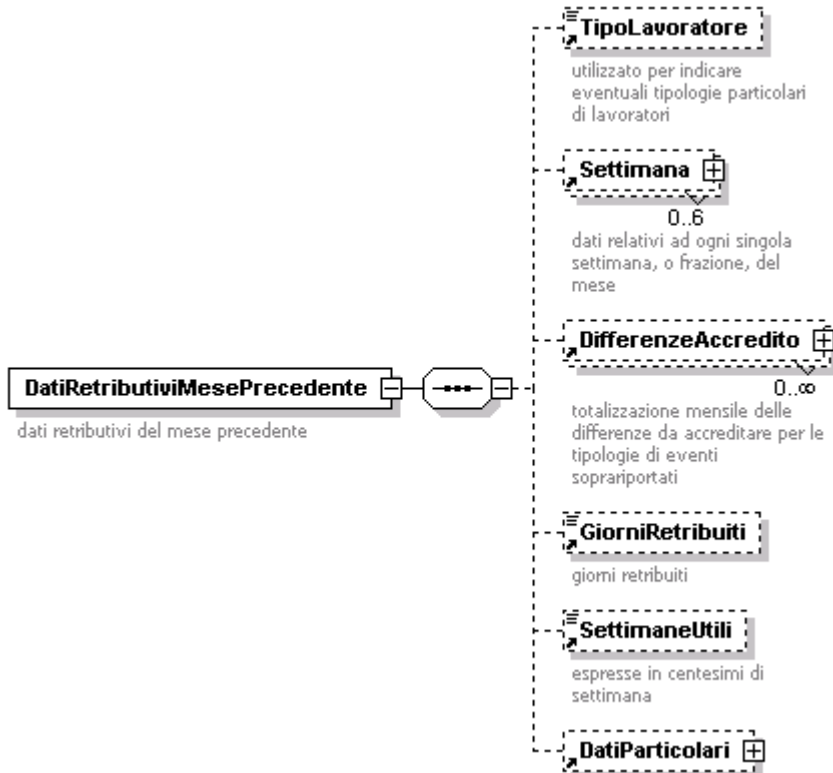 TipoLavoratore
utilizzato per indicare
eventuali tipologie particolari
di lavoratori
Settimana
0..6
dati relativi ad ogni singola
settimana, o frazione, del
mese
DifferenzeAccredito
0..∞
totalizzazione mensile delle
differenze da accreditare per le
tipologie di eventi
soprariportati
DatiRetributiviMesePrecedente
dati retributivi del mese precedente
GiorniRetribuiti
giorni retribuiti
SettimaneUtili
espresse in centesimi di
settimana
DatiParticolari